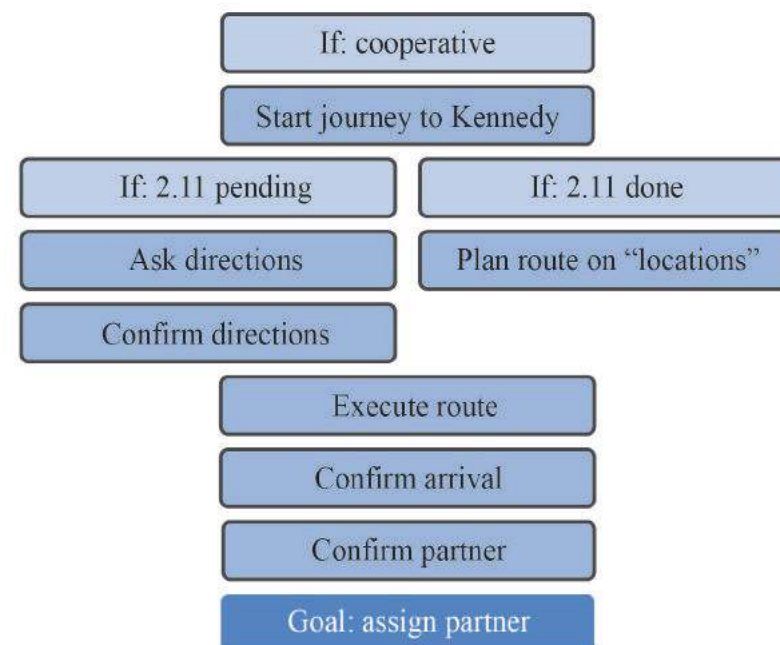 If: cooperative
Start journey to Kennedy
If: 2.11 pending
If: 2.11 done
Ask directions
Plan route on “locations”
Confirm directions
Execute route
Confirm arrival
Confirm partner
Goal: assign partner